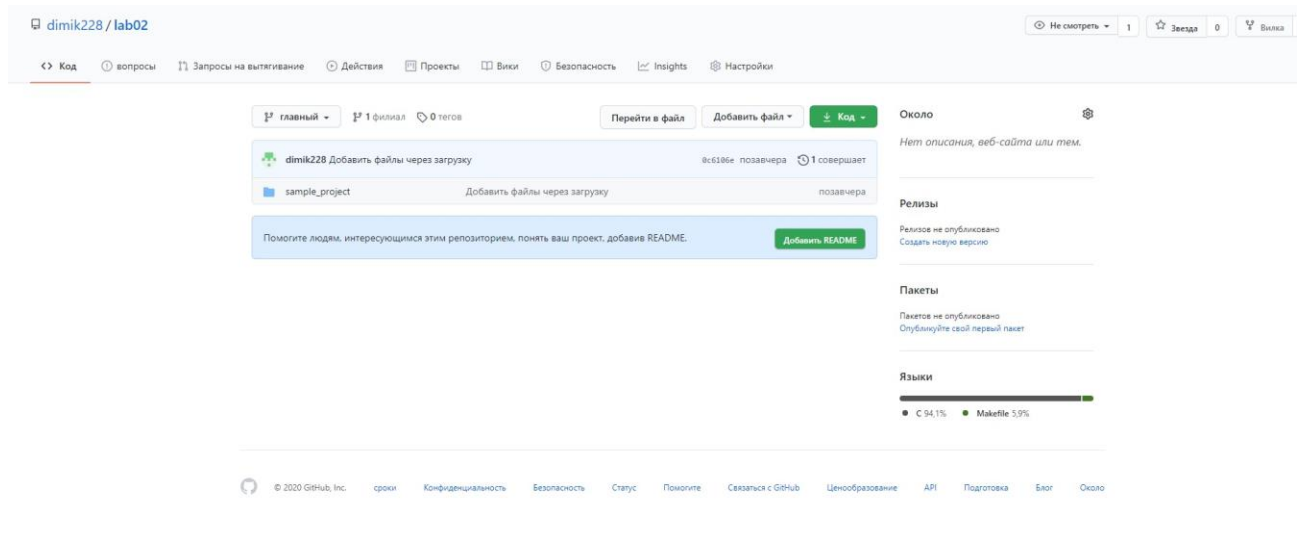 dimik228 / lab02
Не смотреть 1 Звезда 0 Вилка
Код вопросы Запросы на вытягивание Действия Проекты Вики Безопасность Insights Настройки
главный 1 филиал 0 тегов Перейти в файл Добавить файл Код
dimik228 Добавить файлы через загрузку 0c6106e позавчера 1 совершает
sample_project Добавить файлы через загрузку позавчера
Помогите людям, интересующимся этим репозиторием, понять ваш проект, добавив README. Добавить README
Около
Нет описания, веб-сайта или тем.
Релизы
Релизов не опубликовано
Создать новую версию
Пакеты
Пакетов не опубликовано
Опубликуйте свой первый пакет
Языки
C 94,1% Makefile 5,9%
© 2020 GitHub, Inc. сроки Конфиденциальность Безопасность Статус Помогите Связаться с GitHub Ценообразование API Подготовка Блог Около